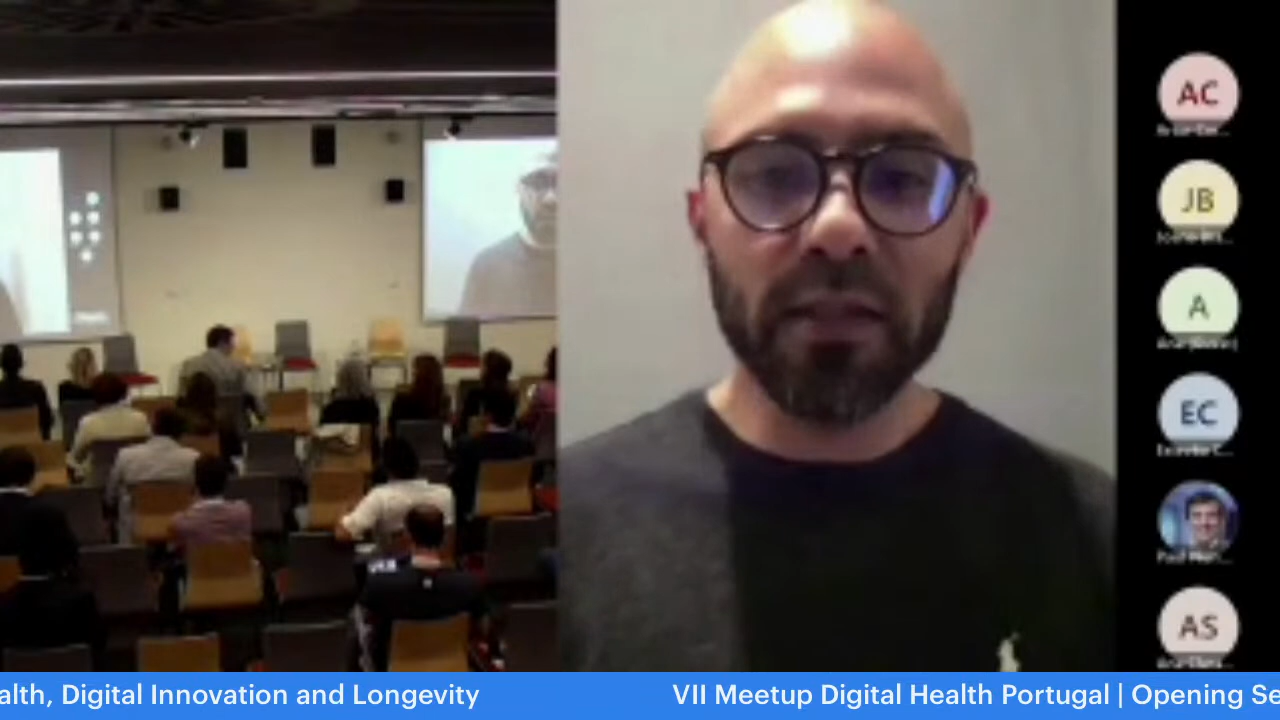 AC
JB
A
EC
AS
alth, Digital Innovation and Longevity
VII Meetup Digital Health Portugal | Opening Se